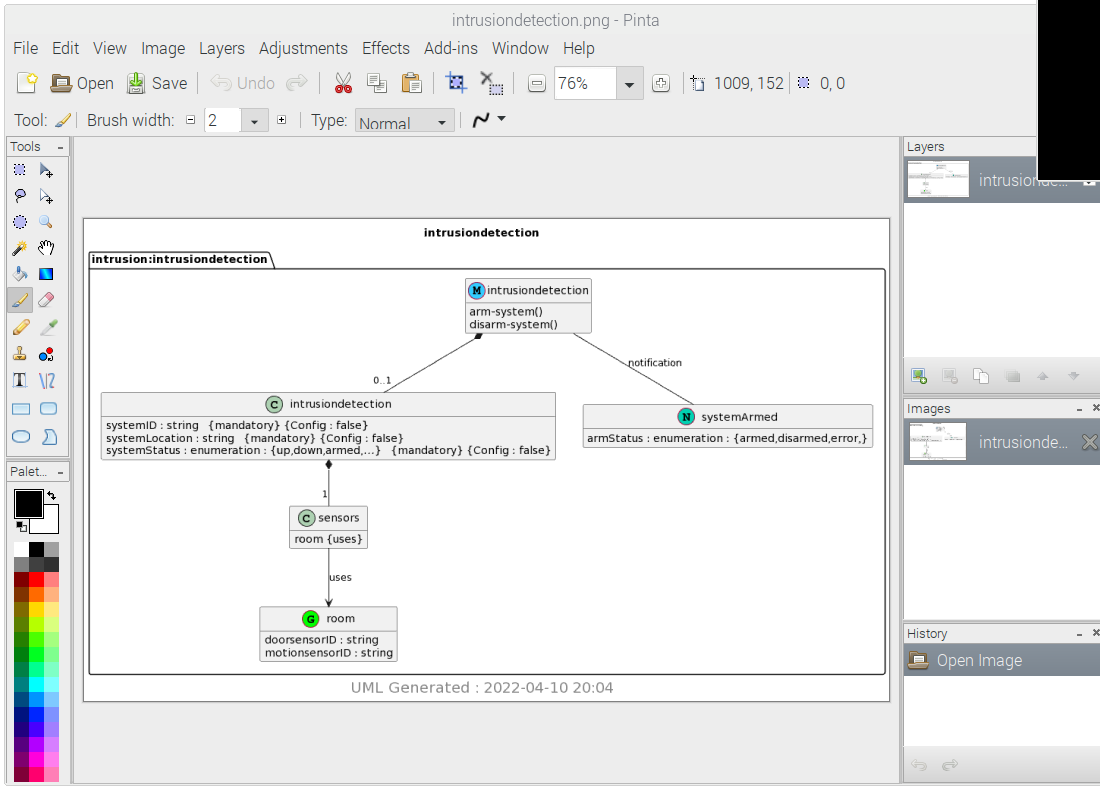 intrusiondetection.png - Pinta
File Edit View Image Layers Adjustments Effects Add-ins Window Help
Open Save Undo 76% 1009, 152 0, 0
Tool: Brush width: 2 Type: Normal
Tools
Layers
intrusionde...
intrusiondetection
intrusion:intrusiondetection
M intrusiondetection
arm-system()
disarm-system()
notification
0..1
C intrusiondetection
systemID : string {mandatory} {Config : false}
systemLocation : string {mandatory} {Config : false}
systemStatus : enumeration : {up,down,armed,...} {mandatory} {Config : false}
N systemArmed
armStatus : enumeration : {armed,disarmed,error,}
1
C sensors
room {uses}
uses
G room
doorsensorID : string
motionsensorID : string
UML Generated : 2022-04-10 20:04
Images
intrusionde...
Palet...
History
Open Image